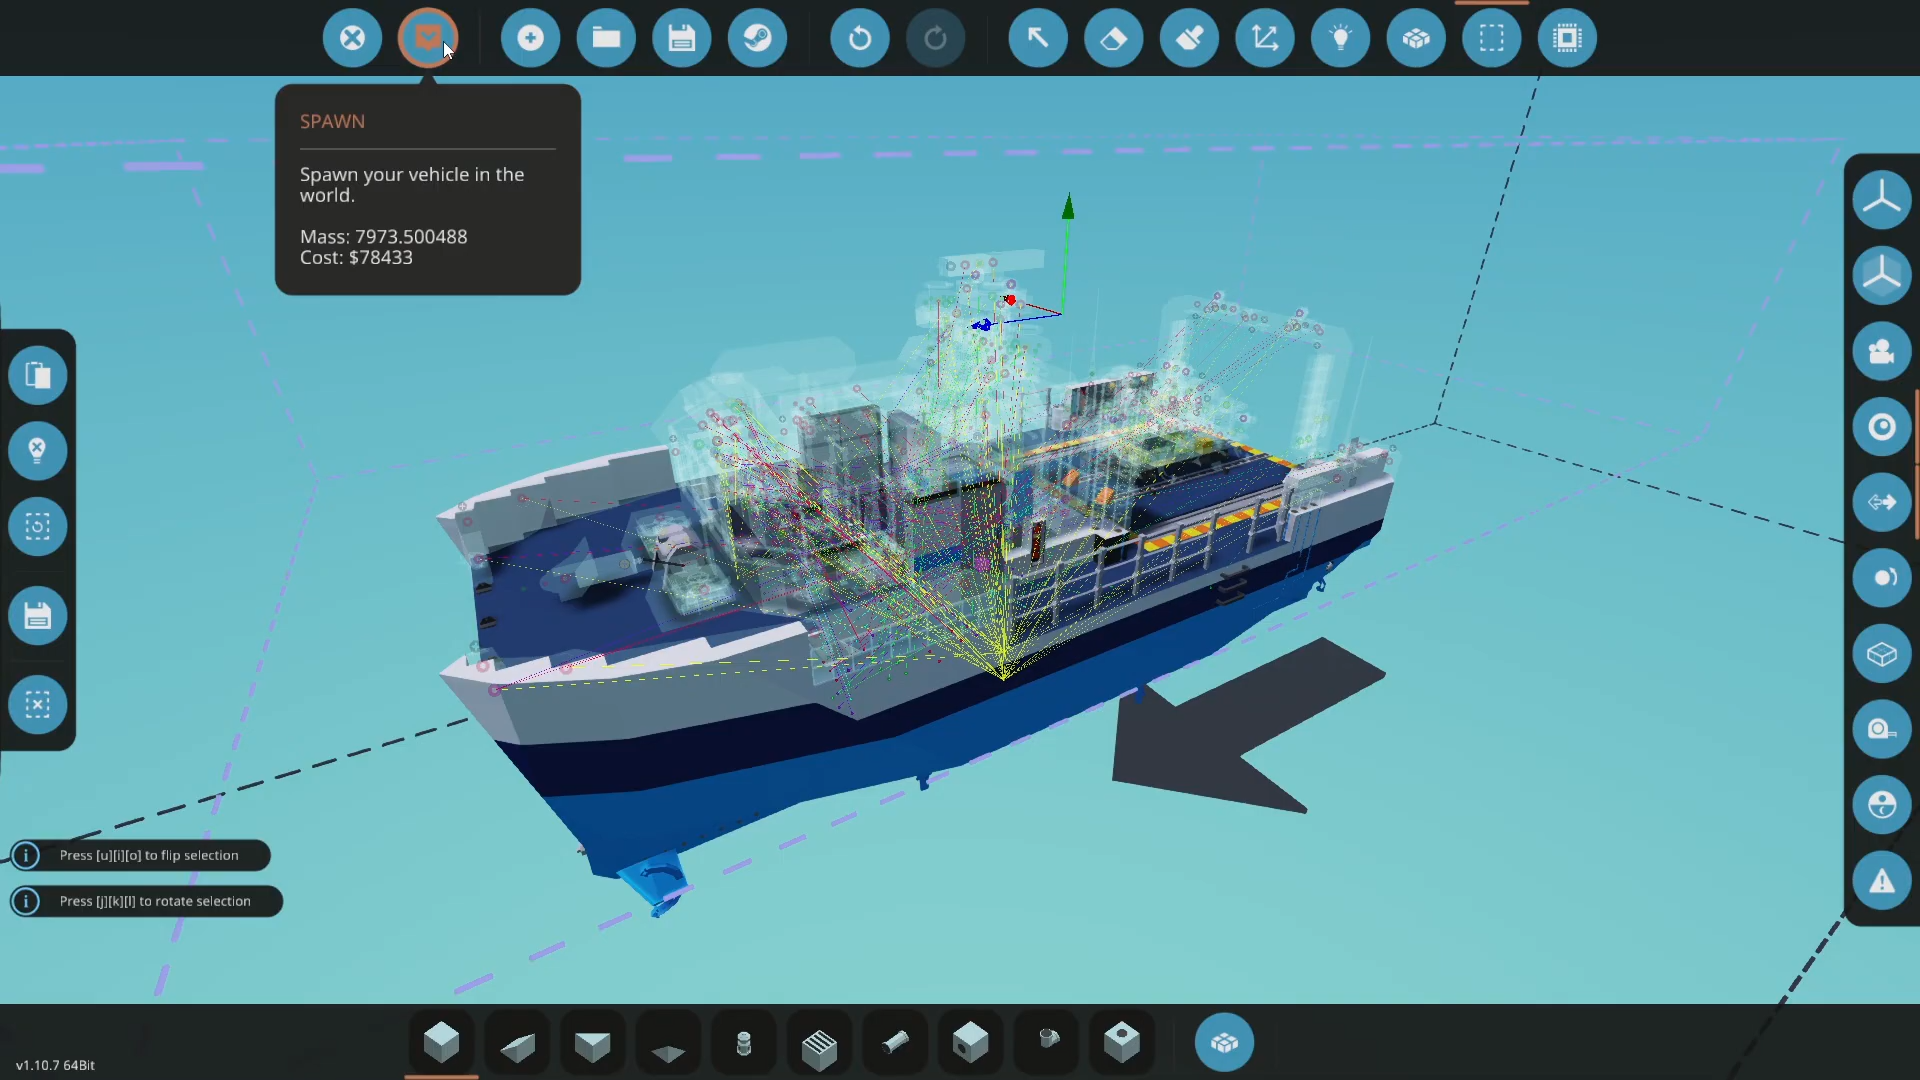 SPAWN
Spawn your vehicle in the
world.
Mass: 7973.500488
Cost: $78433
Press [u][i][o] to flip selection
Press [j][k][l] to rotate selection
v1.10.7 64Bit